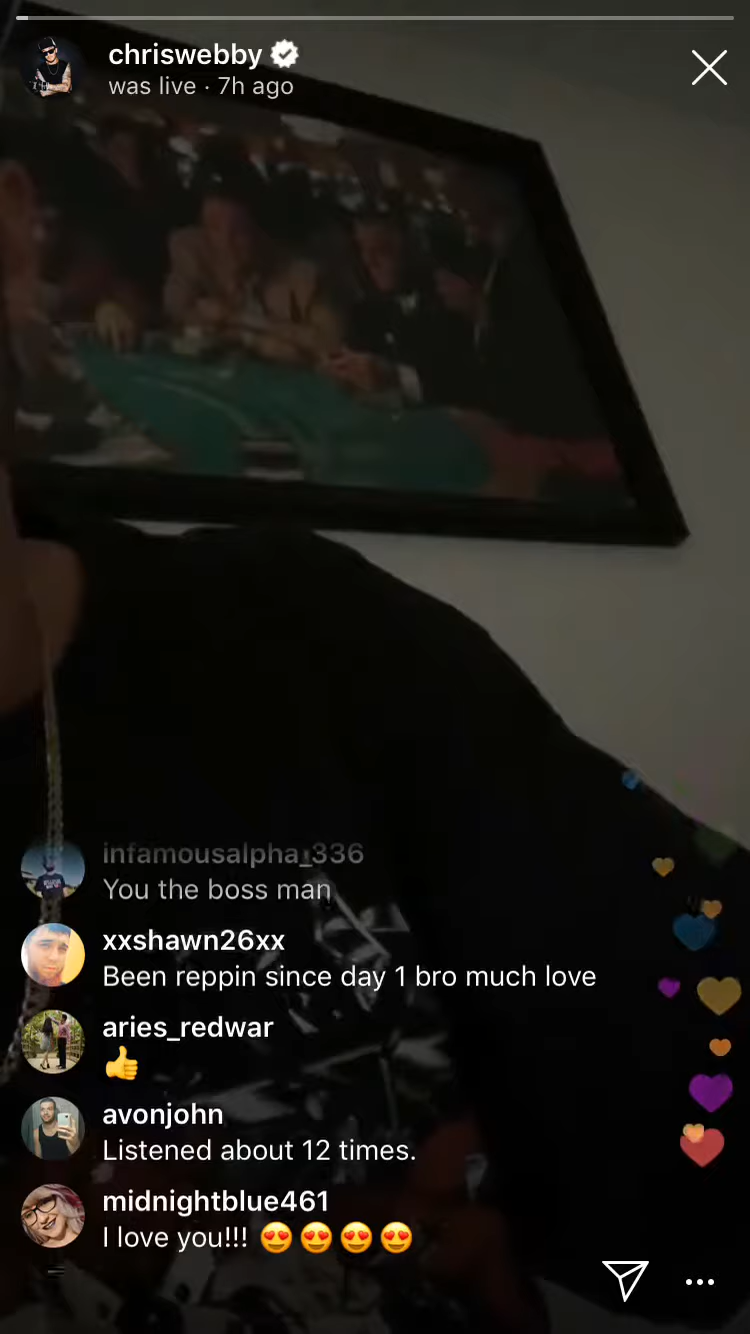 chriswebby
was live · 7h ago
infamousalpha_336
You the boss man
xxshawn26xx
Been reppin since day 1 bro much love
aries_redwar
👍
avonjohn
Listened about 12 times.
midnightblue461
I love you!!! 😍😍😍😍